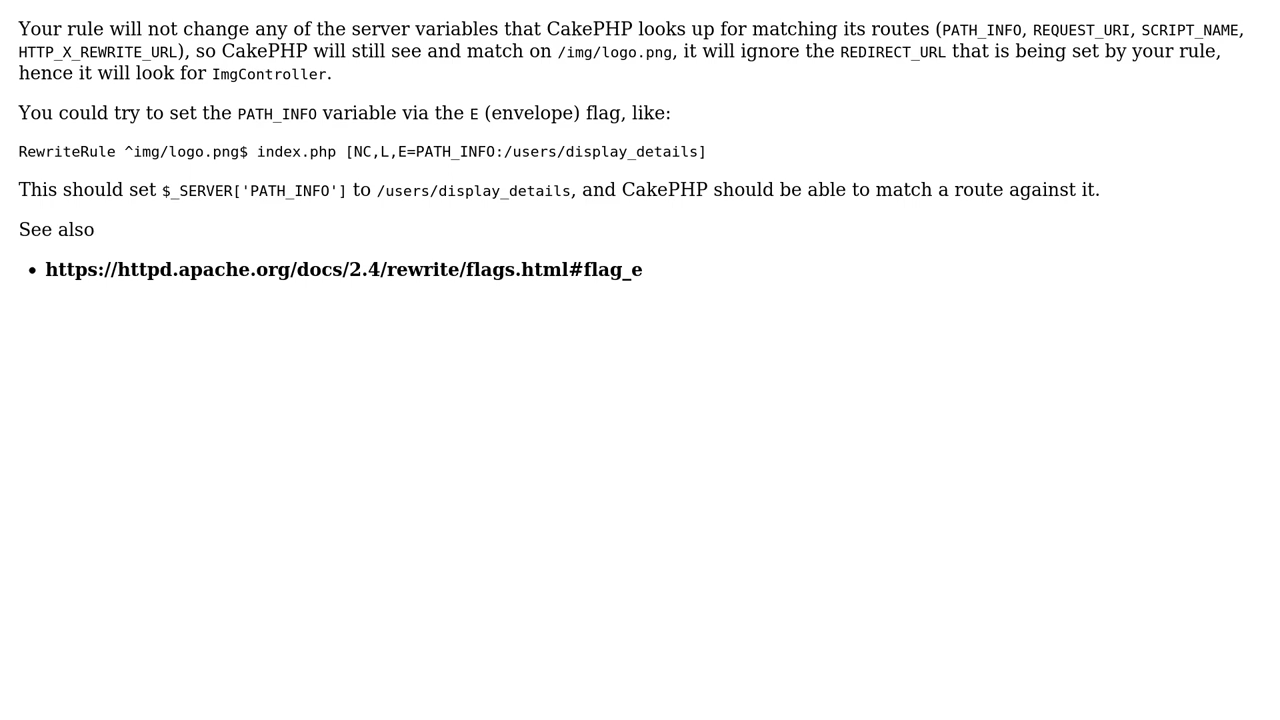 Your rule will not change any of the server variables that CakePHP looks up for matching its routes (PATH_INFO, REQUEST_URI, SCRIPT_NAME,
HTTP_X_REWRITE_URL), so CakePHP will still see and match on /img/logo.png, it will ignore the REDIRECT_URL that is being set by your rule,
hence it will look for ImgController.
You could try to set the PATH_INFO variable via the E (envelope) flag, like:
RewriteRule ^img/logo.png$ index.php [NC,L,E=PATH_INFO:/users/display_details]
This should set $_SERVER['PATH_INFO'] to /users/display_details, and CakePHP should be able to match a route against it.
See also
• https://httpd.apache.org/docs/2.4/rewrite/flags.html#flag_e